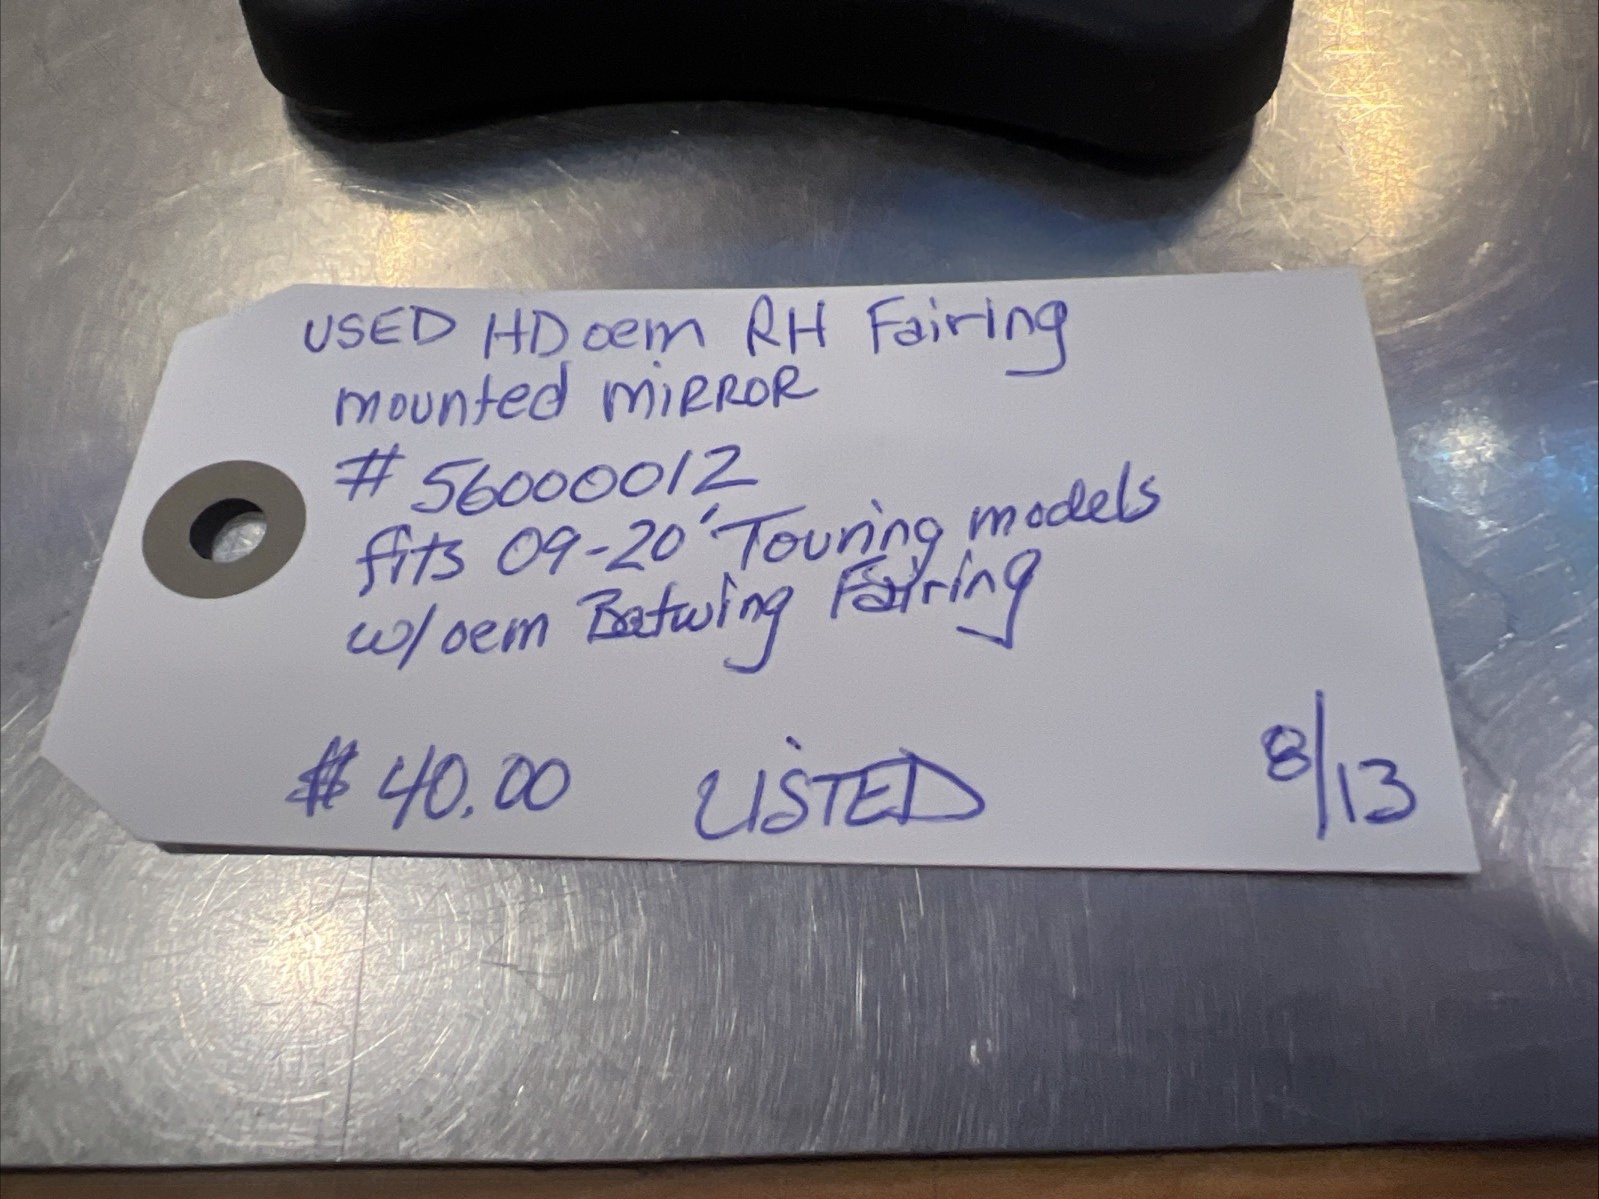 USED HD oem RH Fairing
mounted MiRROR
# 56000012
fits 09-20' Touring models
w/oem Batwing Fairing
$ 40.00 LISTED 8/13